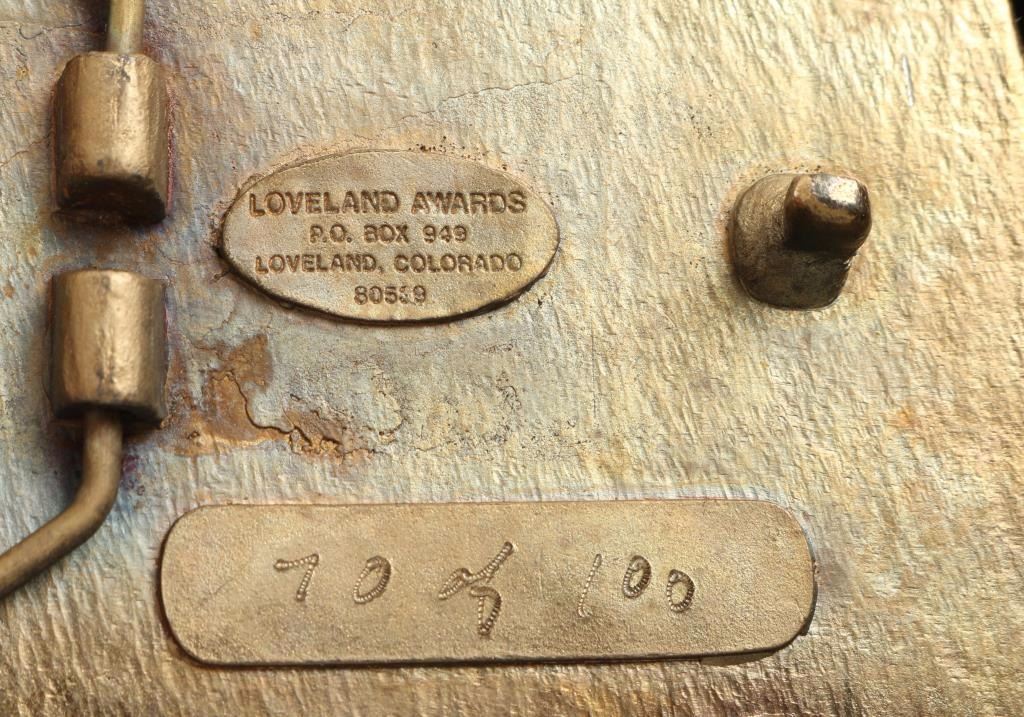 LOVELAND AWARDS
P.O. BOX 949
LOVELAND, COLORADO
80539
70 of 100